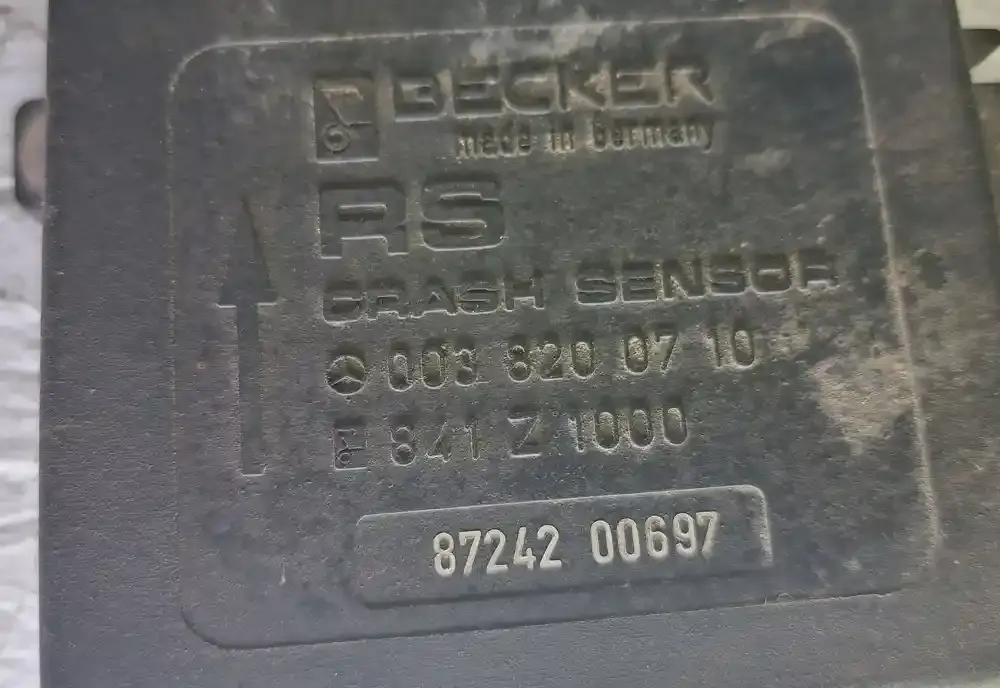 BECKER
made in Germany
RS
CRASH SENSOR
003 820 07 10
841 Z 1000
87242 00697